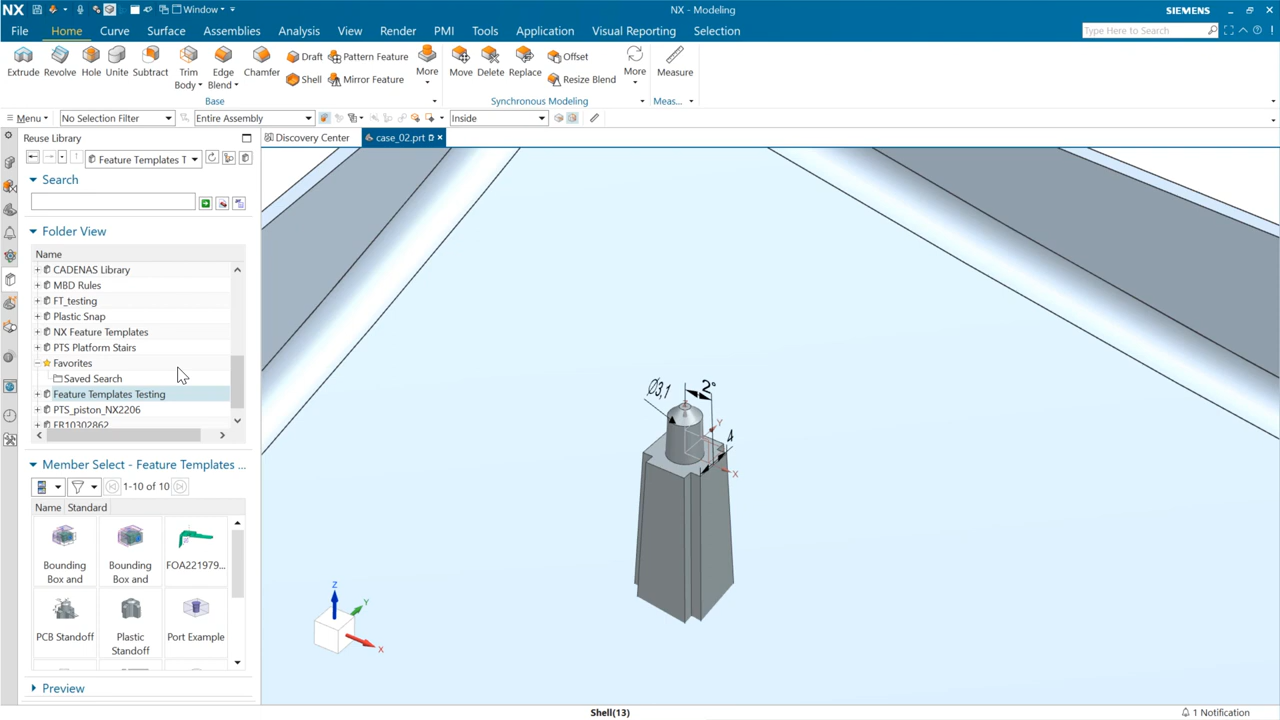 NX
Window
NX - Modeling
SIEMENS
File Home Curve Surface Assemblies Analysis View Render PMI Tools Application Visual Reporting Selection
Type Here to Search
Extrude Revolve Hole Unite Subtract Trim Body Edge Blend Chamfer
Draft
Shell
Pattern Feature
Mirror Feature
More
Move Delete Replace
Offset
Resize Blend
More
Measure
Base
Synchronous Modeling
Meas...
Menu
No Selection Filter
Entire Assembly
Inside
Reuse Library
Discovery Center
case_02.prt
Feature Templates T
Search
Folder View
Name
CADENAS Library
MBD Rules
FT_testing
Plastic Snap
NX Feature Templates
PTS Platform Stairs
Favorites
Saved Search
Feature Templates Testing
PTS_piston_NX2206
ER10302862
Member Select - Feature Templates ...
1-10 of 10
Name Standard
Bounding Box and
Bounding Box and
FOA221979...
PCB Standoff
Plastic Standoff
Port Example
Preview
Ø3,1
2°
4
Y
X
Z
Y
X
Shell(13)
1 Notification